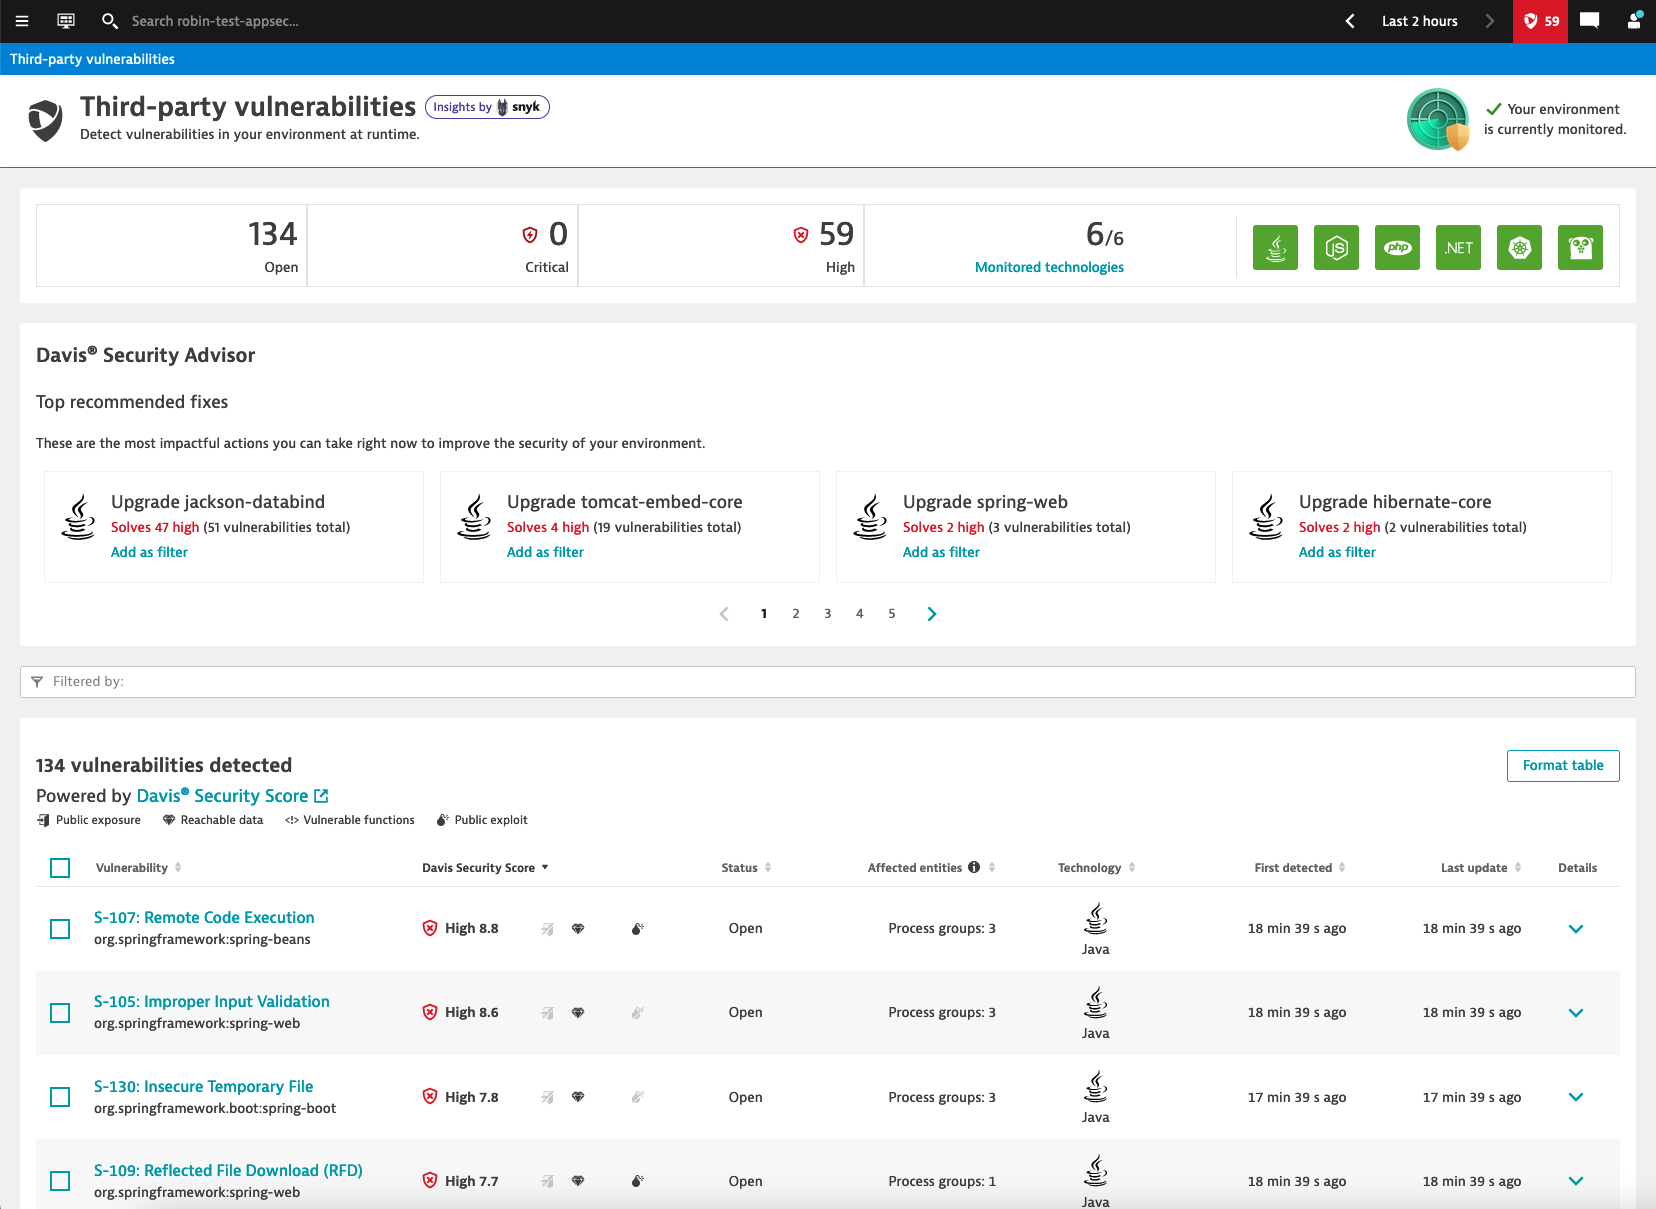 Search robin-test-appsec...
Last 2 hours
59
Third-party vulnerabilities
Third-party vulnerabilities
Insights by snyk
Detect vulnerabilities in your environment at runtime.
Your environment
is currently monitored.
134
Open
0
Critical
59
High
6/6
Monitored technologies
JS
php
.NET
Davis® Security Advisor
Top recommended fixes
These are the most impactful actions you can take right now to improve the security of your environment.
Upgrade jackson-databind
Solves 47 high (51 vulnerabilities total)
Add as filter
Upgrade tomcat-embed-core
Solves 4 high (19 vulnerabilities total)
Add as filter
Upgrade spring-web
Solves 2 high (3 vulnerabilities total)
Add as filter
Upgrade hibernate-core
Solves 2 high (2 vulnerabilities total)
Add as filter
1 2 3 4 5
Filtered by:
134 vulnerabilities detected
Format table
Powered by Davis® Security Score
Public exposure Reachable data Vulnerable functions Public exploit
Vulnerability Davis Security Score Status Affected entities Technology First detected Last update Details
S-107: Remote Code Execution
org.springframework:spring-beans
High 8.8 Open Process groups: 3 Java 18 min 39 s ago 18 min 39 s ago
S-105: Improper Input Validation
org.springframework:spring-web
High 8.6 Open Process groups: 3 Java 18 min 39 s ago 18 min 39 s ago
S-130: Insecure Temporary File
org.springframework.boot:spring-boot
High 7.8 Open Process groups: 3 Java 17 min 39 s ago 17 min 39 s ago
S-109: Reflected File Download (RFD)
org.springframework:spring-web
High 7.7 Open Process groups: 1 Java 18 min 39 s ago 18 min 39 s ago